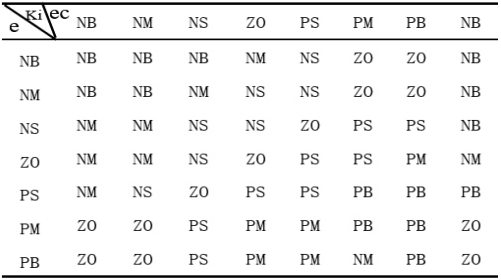 e Ki ec NB NM NS ZO PS PM PB NB
NB NB NB NB NM NS ZO ZO NB
NM NB NB NM NS NS ZO ZO NB
NS NM NM NS NS ZO PS PS NB
ZO NM NM NS ZO PS PS PM NM
PS NM NS ZO PS PS PB PB PB
PM ZO ZO PS PM PM PB PB ZO
PB ZO ZO PS PM PM NM PB ZO